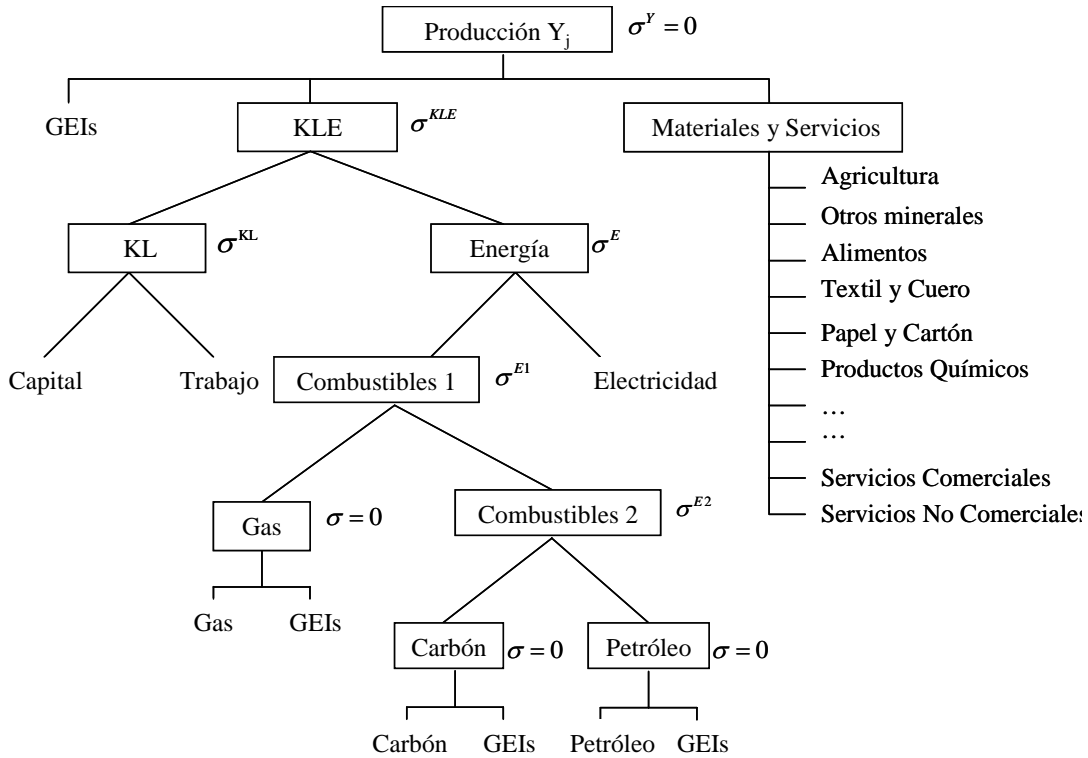 Producción Y_j σ^Y = 0
GEIs
KLE σ^KLE
Materiales y Servicios
Agricultura
Otros minerales
Alimentos
Textil y Cuero
Papel y Cartón
Productos Químicos
…
…
Servicios Comerciales
Servicios No Comerciales
KL σ^KL
Energía σ^E
Capital
Trabajo
Combustibles 1 σ^E1
Electricidad
Gas σ = 0
Combustibles 2 σ^E2
Gas
GEIs
Carbón σ = 0
Petróleo σ = 0
Carbón
GEIs
Petróleo
GEIs